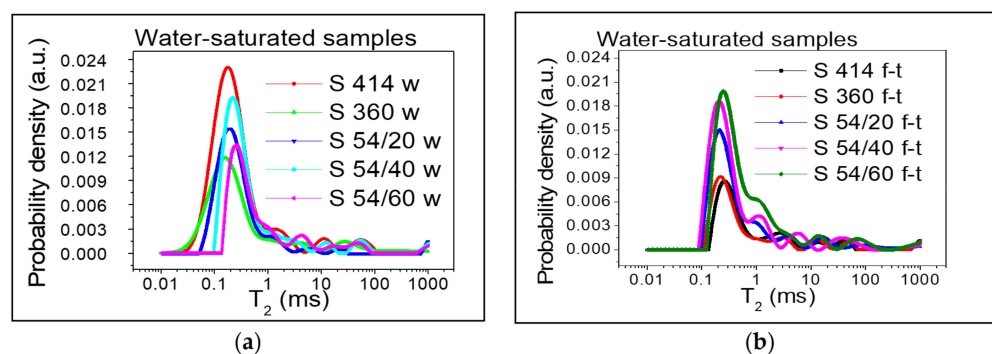 Water-saturated samples
Probability density (a.u.)
0.024
0.021
0.018
0.015
0.012
0.009
0.006
0.003
0.000
S 414 w
S 360 w
S 54/20 w
S 54/40 w
S 54/60 w
0.01 0.1 1 10 100 1000
T2 (ms)
(a)
Water-saturated samples
Probability density (a.u.)
0.024
0.021
0.018
0.015
0.012
0.009
0.006
0.003
0.000
S 414 f-t
S 360 f-t
S 54/20 f-t
S 54/40 f-t
S 54/60 f-t
0.01 0.1 1 10 100 1000
T2 (ms)
(b)